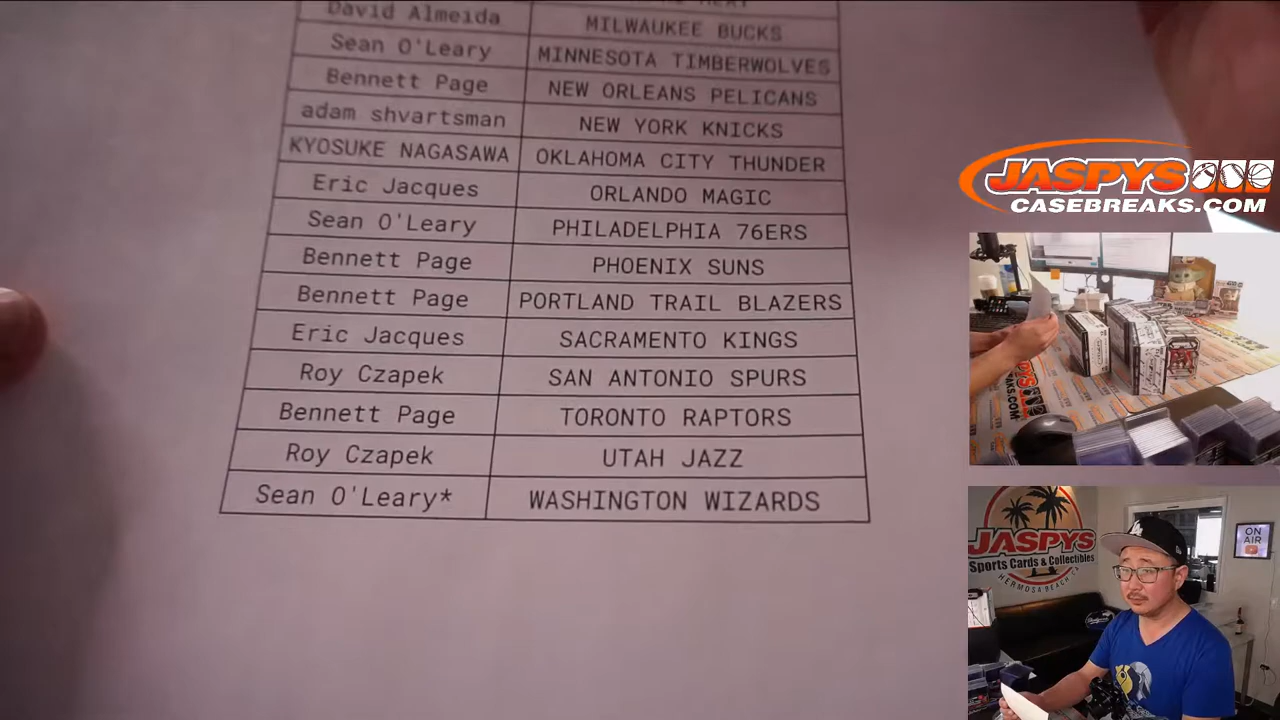 David Almeida MILWAUKEE BUCKS
Sean O'Leary MINNESOTA TIMBERWOLVES
Bennett Page NEW ORLEANS PELICANS
adam shvartsman NEW YORK KNICKS
KYOSUKE NAGASAWA OKLAHOMA CITY THUNDER
Eric Jacques ORLANDO MAGIC
Sean O'Leary PHILADELPHIA 76ERS
Bennett Page PHOENIX SUNS
Bennett Page PORTLAND TRAIL BLAZERS
Eric Jacques SACRAMENTO KINGS
Roy Czapek SAN ANTONIO SPURS
Bennett Page TORONTO RAPTORS
Roy Czapek UTAH JAZZ
Sean O'Leary* WASHINGTON WIZARDS
JASPYS
CASEBREAKS.COM
JASPYS
Sports Cards & Collectibles
HERMOSA BEACH CA
ON
AIR